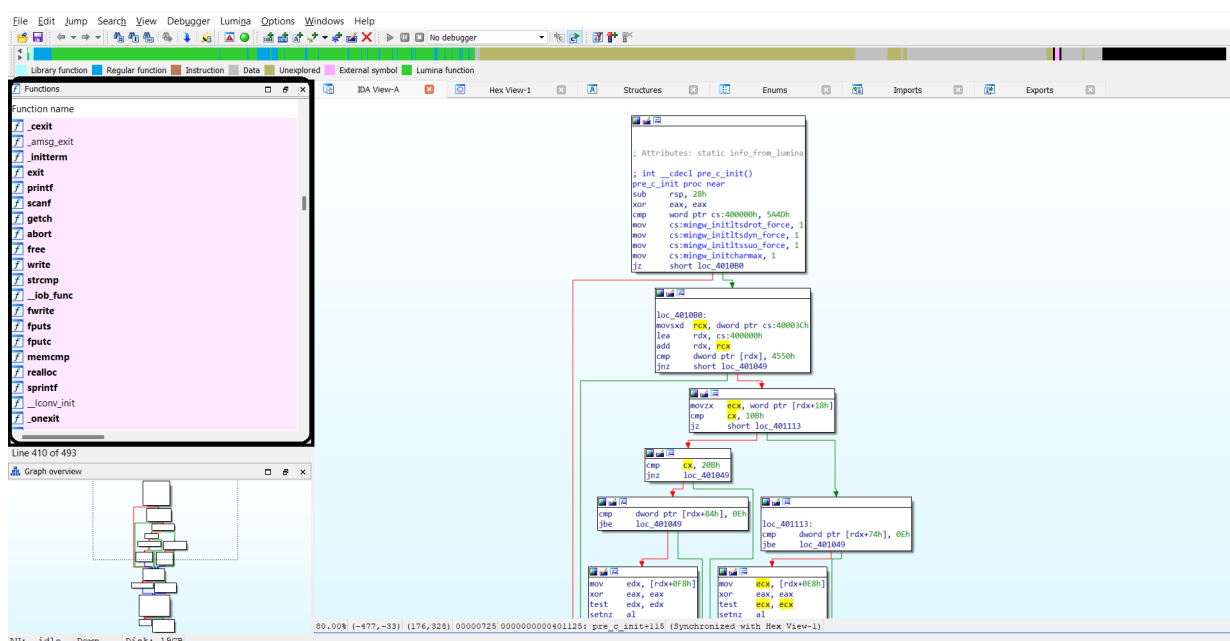 File Edit Jump Search View Debugger Lumina Options Windows Help
No debugger
Library function Regular function Instruction Data Unexplored External symbol Lumina function
Functions
Function name
_cexit
_amsg_exit
_initterm
exit
printf
scanf
getch
abort
free
write
strcmp
__iob_func
fwrite
fputs
fputc
memcmp
realloc
sprintf
__lconv_init
_onexit
Line 410 of 493
Graph overview
IDA View-A Hex View-1 Structures Enums Imports Exports
; Attributes: static info_from_lumina
; int __cdecl pre_c_init()
pre_c_init proc near
sub rsp, 28h
xor eax, eax
cmp word ptr cs:400000h, 5A4Dh
mov cs:mingw_initltsdrot_force, 1
mov cs:mingw_initltsdyn_force, 1
mov cs:mingw_initltssuo_force, 1
mov cs:mingw_initcharmax, 1
jz short loc_4010B0
loc_4010B0:
movsxd rcx, dword ptr cs:40003Ch
lea rdx, cs:400000h
add rdx, rcx
cmp dword ptr [rdx], 4550h
jnz short loc_401049
movzx ecx, word ptr [rdx+18h]
cmp cx, 10Bh
jz short loc_401113
cmp cx, 20Bh
jnz loc_401049
cmp dword ptr [rdx+84h], 0Eh
jbe loc_401049
loc_401113:
cmp dword ptr [rdx+74h], 0Eh
jbe loc_401049
mov edx, [rdx+0F8h]
xor eax, eax
test edx, edx
setnz al
mov ecx, [rdx+0E8h]
xor eax, eax
test ecx, ecx
setnz al
80.00% (-477,-33) (176,328) 00000725 0000000000401125: pre_c_init+115 (Synchronized with Hex View-1)
AU: idle Down Disk: 19GB